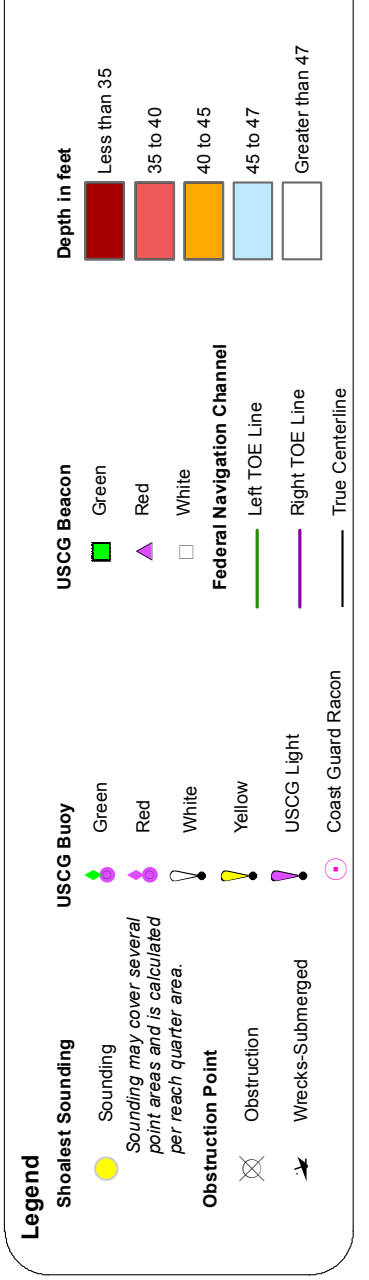 Legend
Shoalest Sounding
Sounding
Sounding may cover several
point areas and is calculated
per reach quarter area.
Obstruction Point
Obstruction
Wrecks-Submerged
USCG Buoy
Green
Red
White
Yellow
USCG Light
Coast Guard Racon
USCG Beacon
Green
Red
White
Federal Navigation Channel
Left TOE Line
Right TOE Line
True Centerline
Depth in feet
Less than 35
35 to 40
40 to 45
45 to 47
Greater than 47